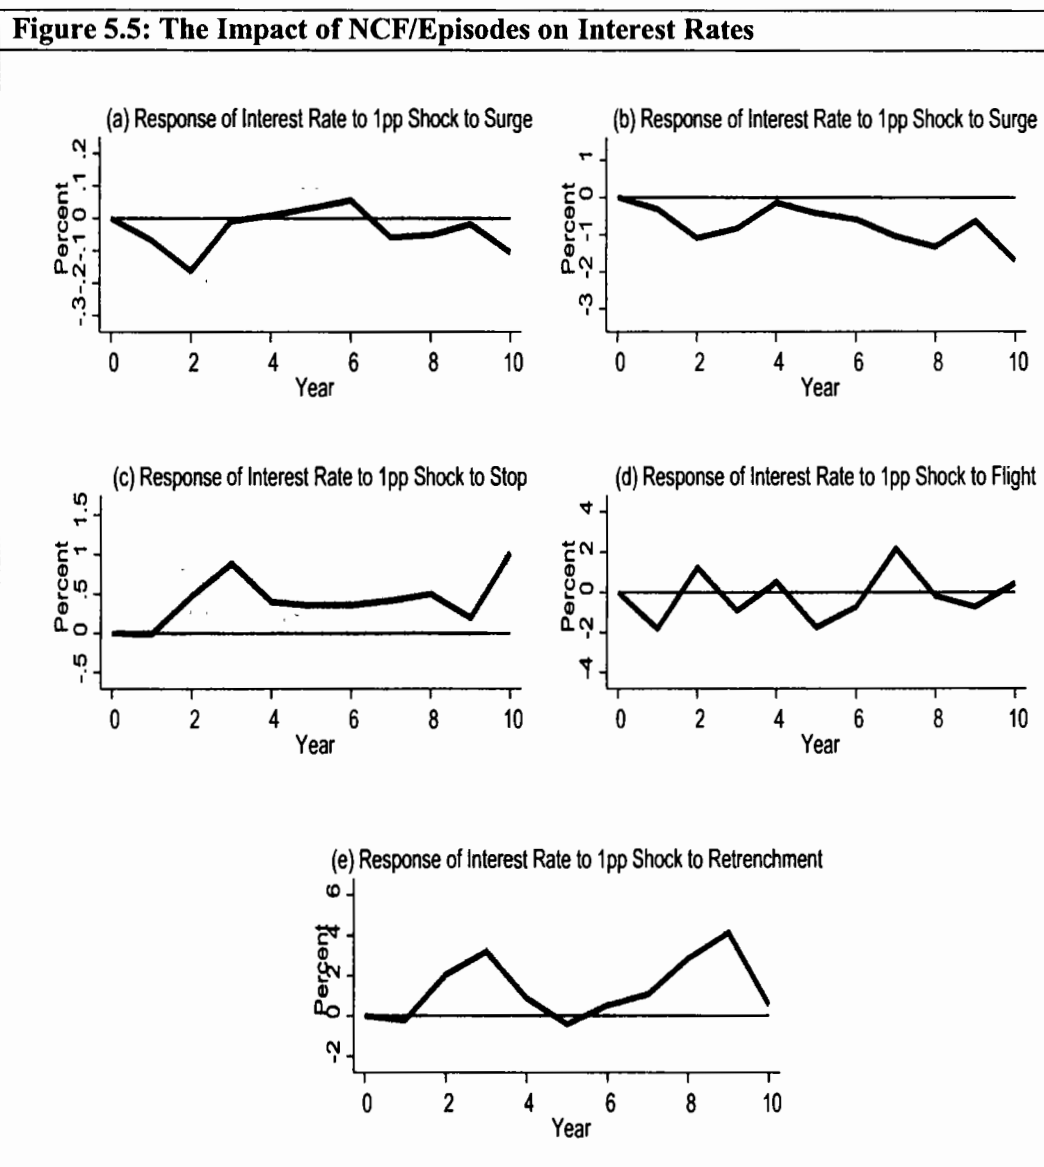 Figure 5.5: The Impact of NCF/Episodes on Interest Rates
(a) Response of Interest Rate to 1pp Shock to Surge
Percent
.2
.1
0
-.1
-.2
-.3
0 2 4 6 8 10
Year
(b) Response of Interest Rate to 1pp Shock to Surge
Percent
1
0
-1
-2
-3
0 2 4 6 8 10
Year
(c) Response of Interest Rate to 1pp Shock to Stop
Percent
1.5
1
.5
0
-.5
0 2 4 6 8 10
Year
(d) Response of Interest Rate to 1pp Shock to Flight
Percent
4
2
0
-2
-4
0 2 4 6 8 10
Year
(e) Response of Interest Rate to 1pp Shock to Retrenchment
Percent
6
4
2
0
-2
0 2 4 6 8 10
Year